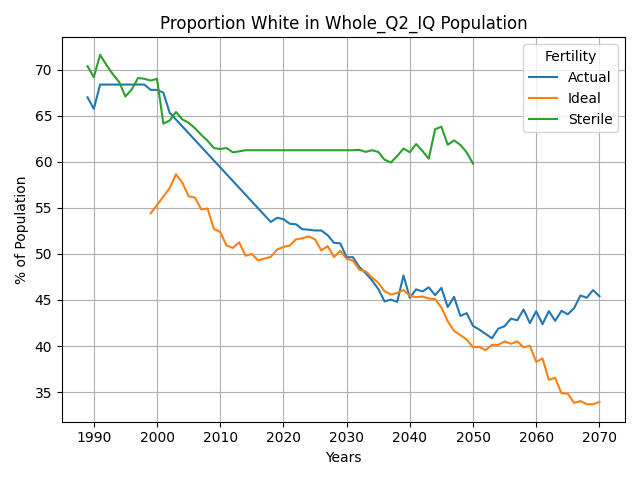 Proportion White in Whole_Q2_IQ Population
Fertility
Actual
Ideal
Sterile
% of Population
70
65
60
55
50
45
40
35
1990
2000
2010
2020
2030
2040
2050
2060
2070
Years